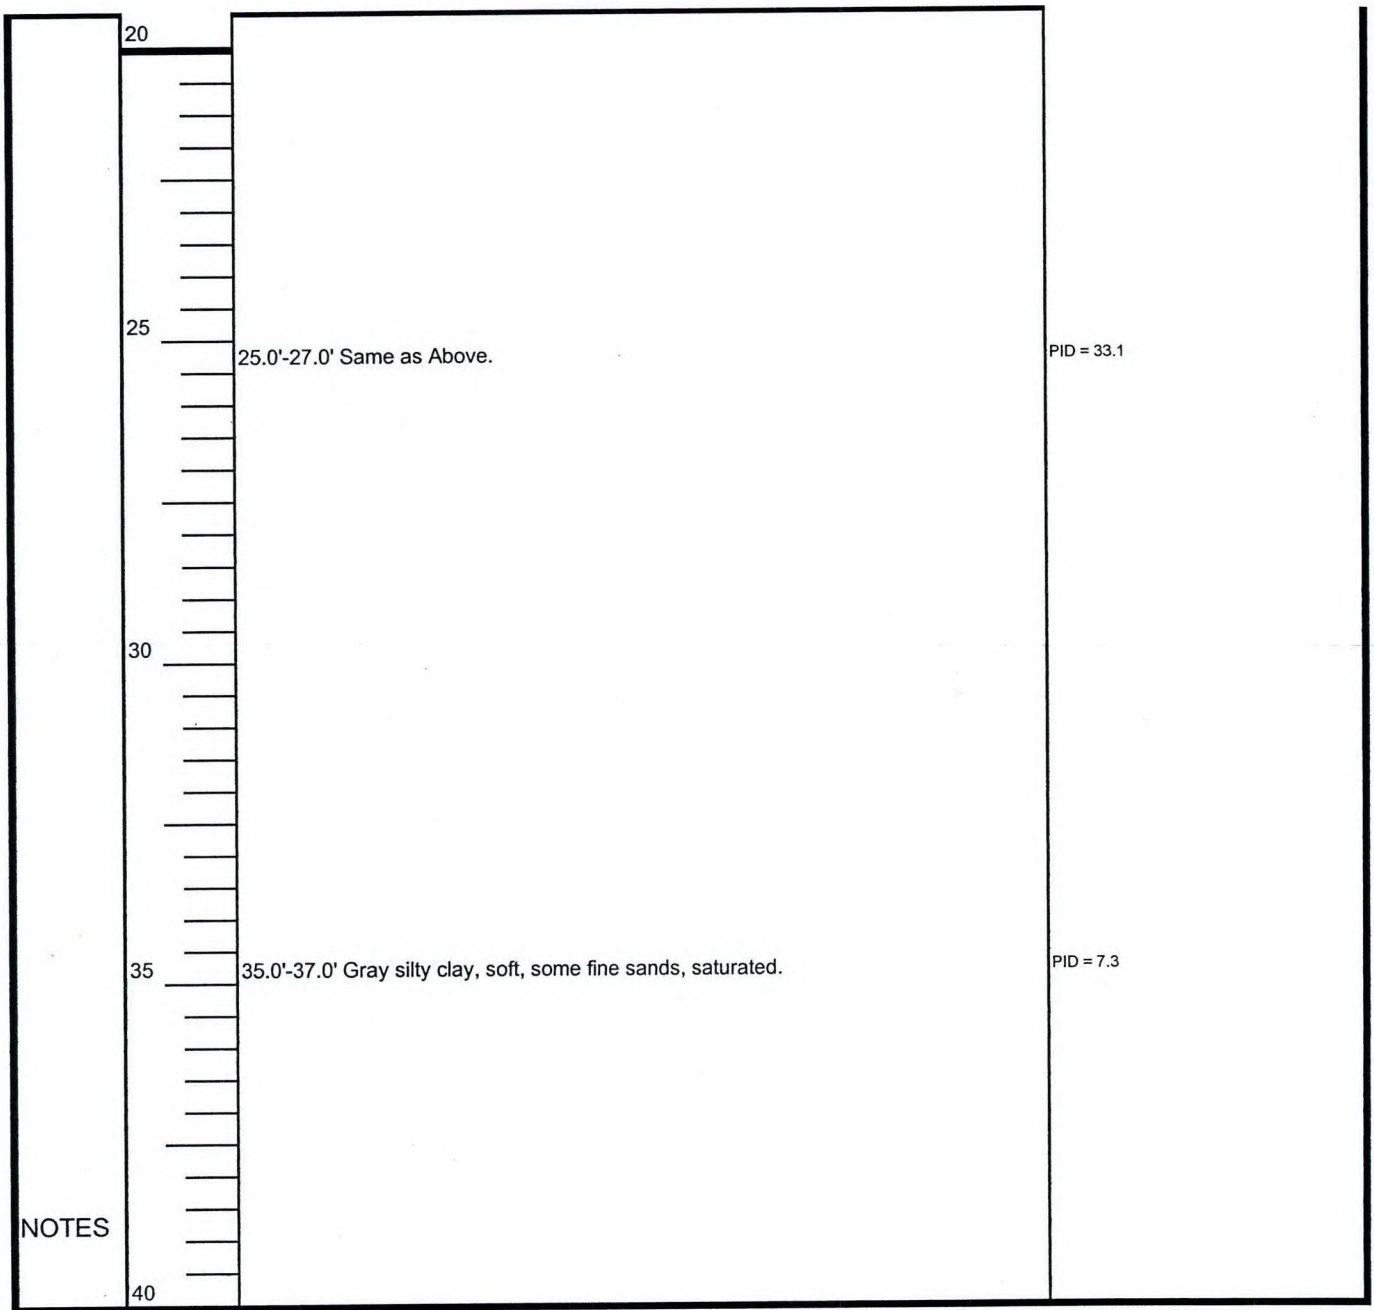 20
25
25.0'-27.0' Same as Above.
PID = 33.1
30
35
35.0'-37.0' Gray silty clay, soft, some fine sands, saturated.
PID = 7.3
NOTES
40